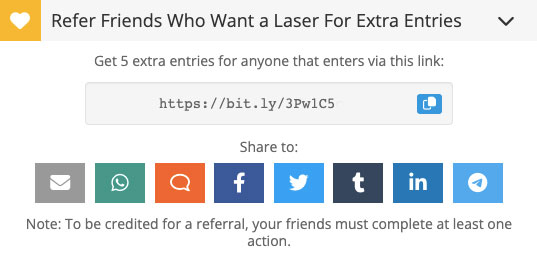 Refer Friends Who Want a Laser For Extra Entries
Get 5 extra entries for anyone that enters via this link:
https://bit.ly/3Pw1C5
Share to:
f t in
Note: To be credited for a referral, your friends must complete at least one
action.